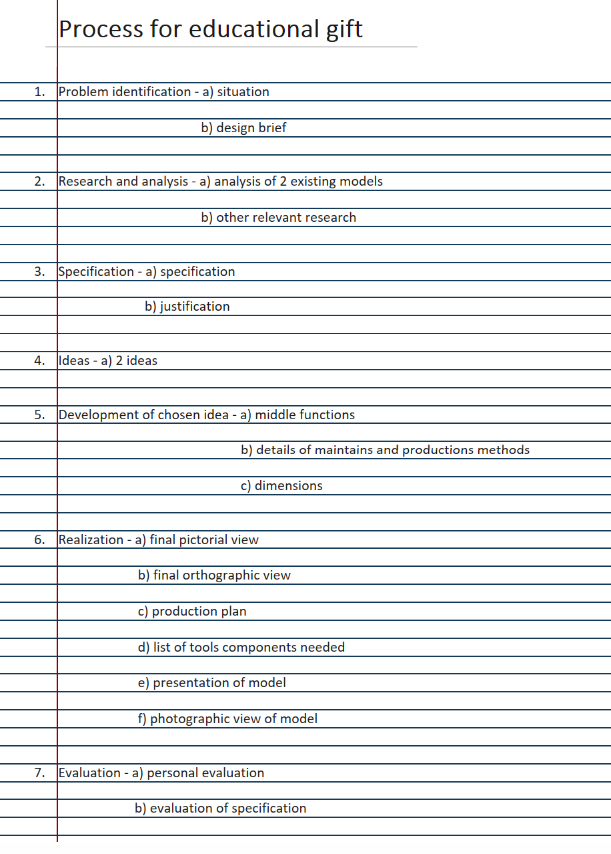 Process for educational gift
1. Problem identification - a) situation
b) design brief
2. Research and analysis - a) analysis of 2 existing models
b) other relevant research
3. Specification - a) specification
b) justification
4. Ideas - a) 2 ideas
5. Development of chosen idea - a) middle functions
b) details of maintains and productions methods
c) dimensions
6. Realization - a) final pictorial view
b) final orthographic view
c) production plan
d) list of tools components needed
e) presentation of model
f) photographic view of model
7. Evaluation - a) personal evaluation
b) evaluation of specification